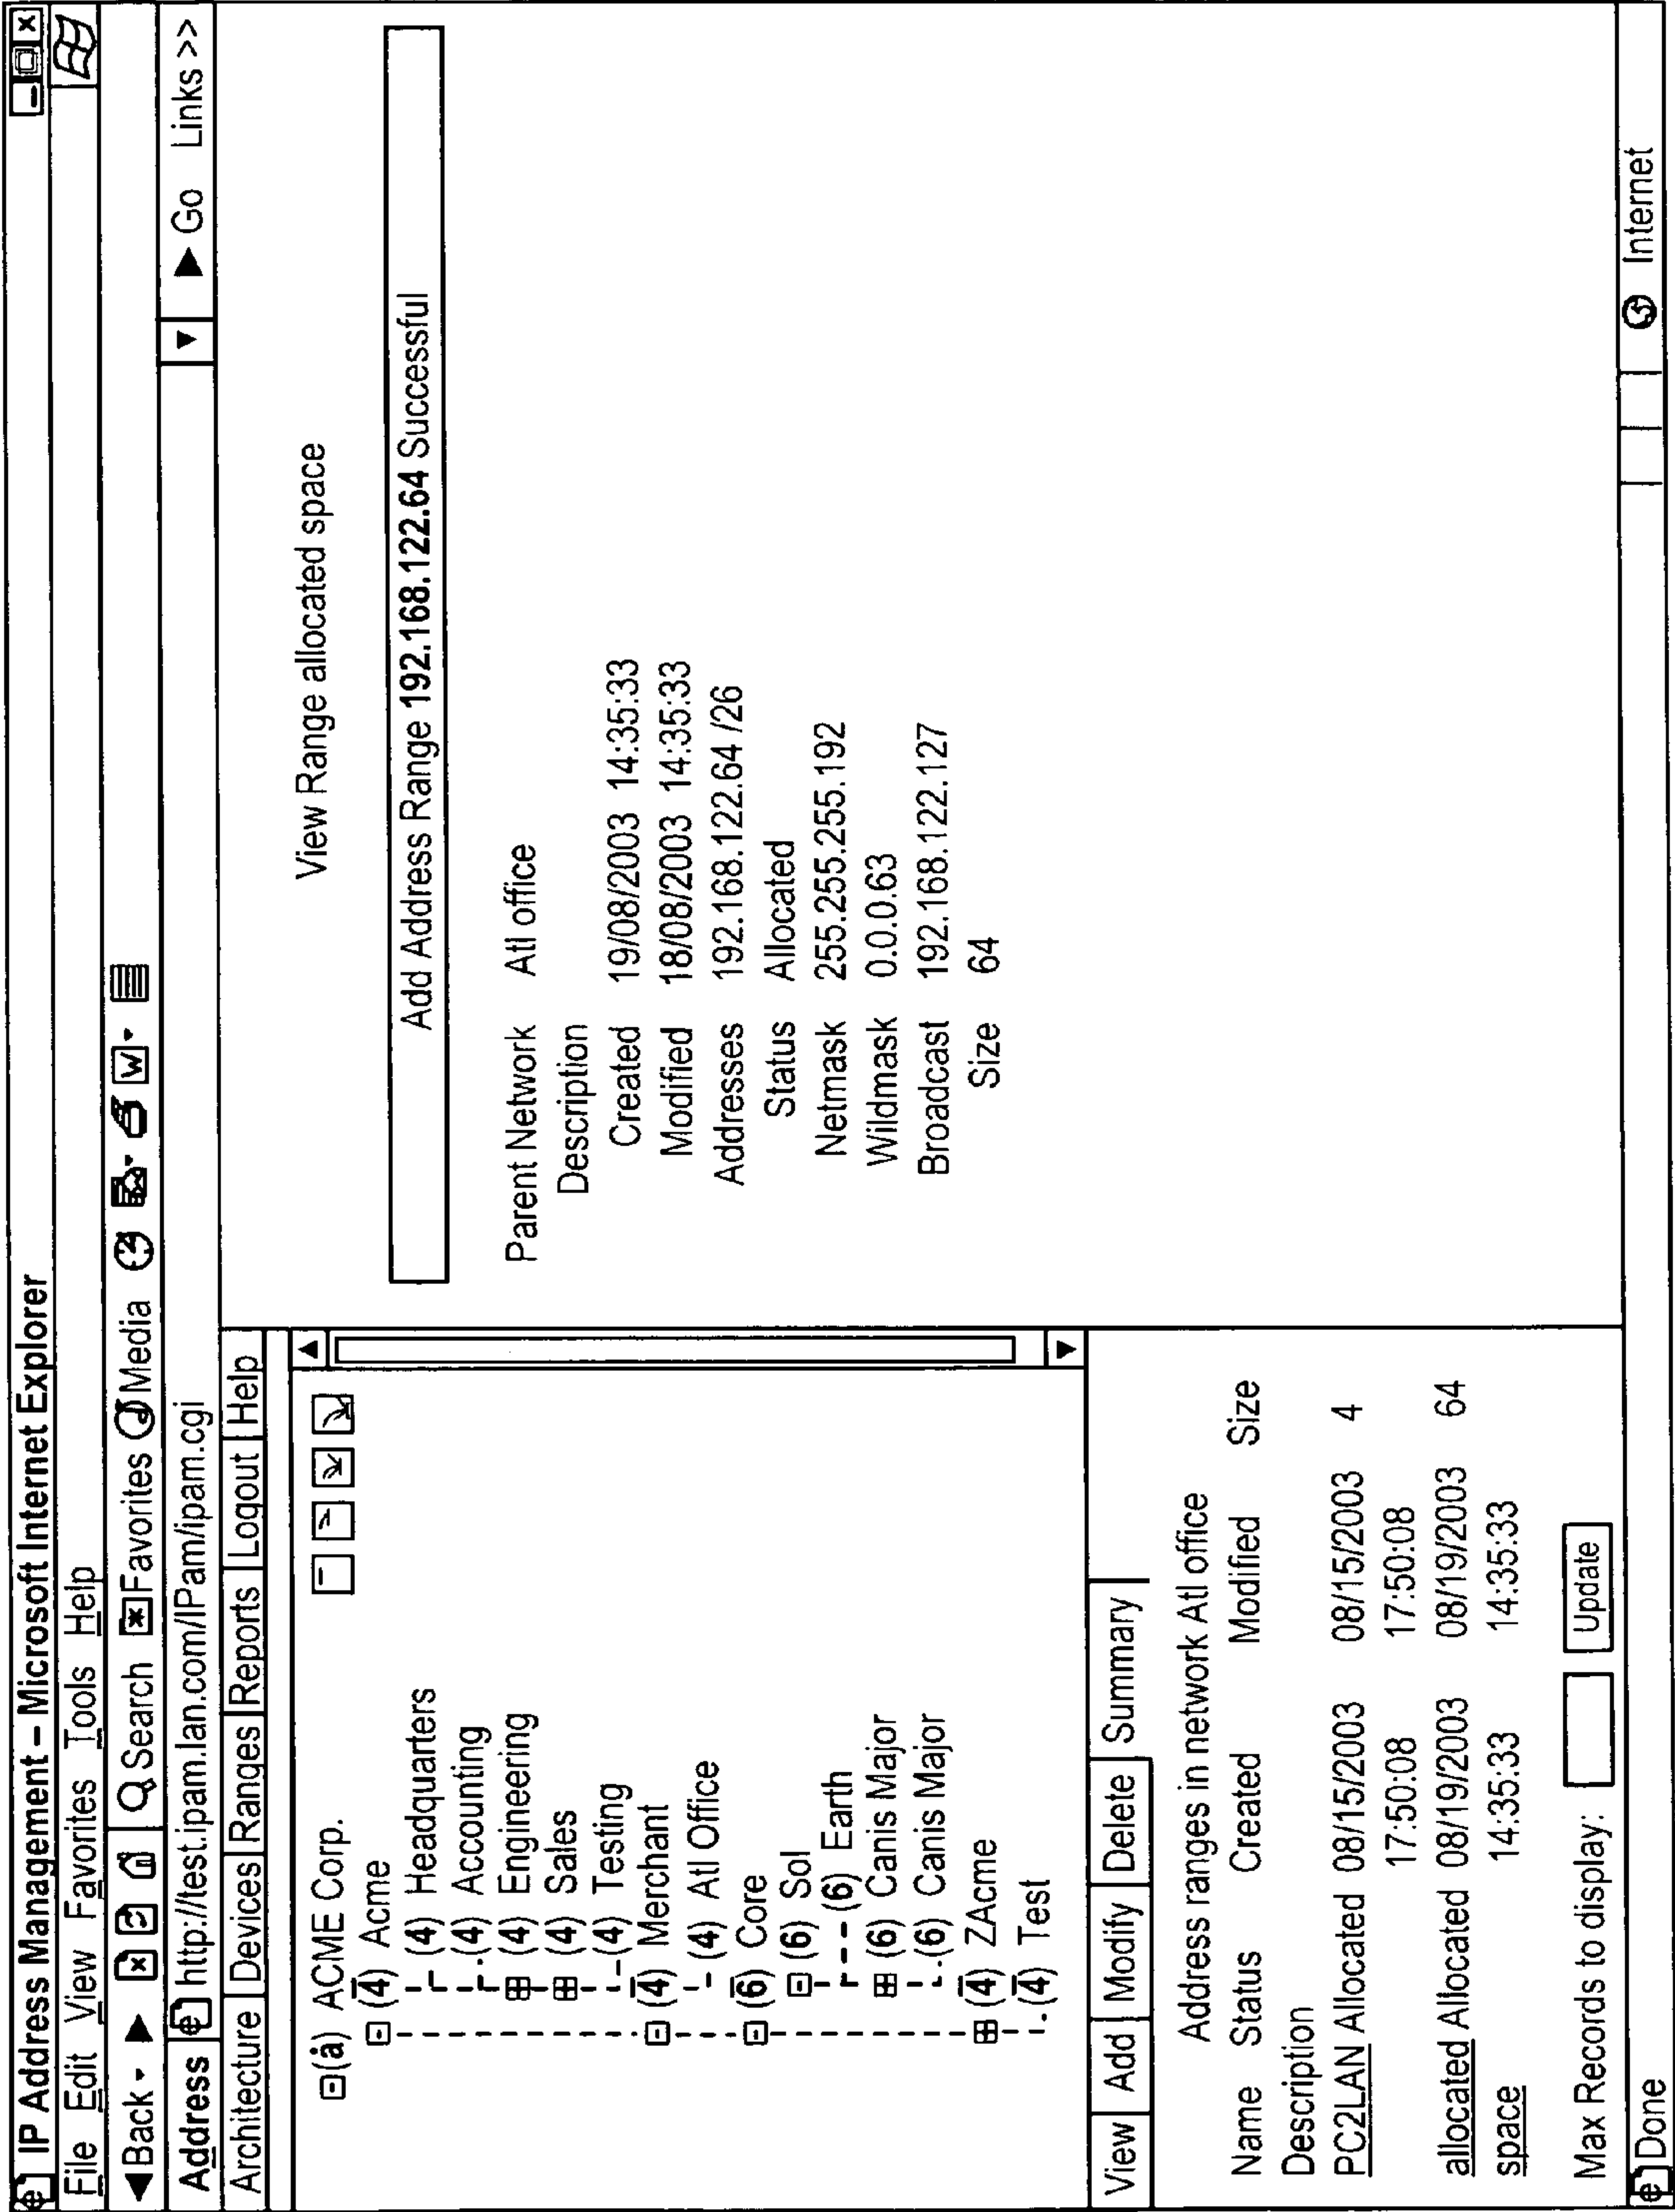 IP Address Management – Microsoft Internet Explorer
File Edit View Favorites Tools Help
Back Search Favorites Media W
Address http://test.ipam.lan.com/IPam/ipam.cgi Go Links >>
Architecture Devices Ranges Reports Logout Help
(a) ACME Corp.
(4) Acme
(4) Headquarters
(4) Accounting
(4) Engineering
(4) Sales
(4) Testing
(4) Merchant
(4) Atl Office
(6) Core
(6) Sol
(6) Earth
(6) Canis Major
(6) Canis Major
(4) ZAcme
(4) Test
View Add Modify Delete Summary
Address ranges in network Atl office
Name Status Created Modified Size
Description
PC2LAN Allocated 08/15/2003 08/15/2003 4
17:50:08 17:50:08
allocated Allocated 08/19/2003 08/19/2003 64
space 14:35:33 14:35:33
Max Records to display: Update
View Range allocated space
Add Address Range 192.168.122.64 Successful
Parent Network Atl office
Description
Created 19/08/2003 14:35:33
Modified 18/08/2003 14:35:33
Addresses 192.168.122.64 /26
Status Allocated
Netmask 255.255.255.192
Wildmask 0.0.0.63
Broadcast 192.168.122.127
Size 64
Done Internet